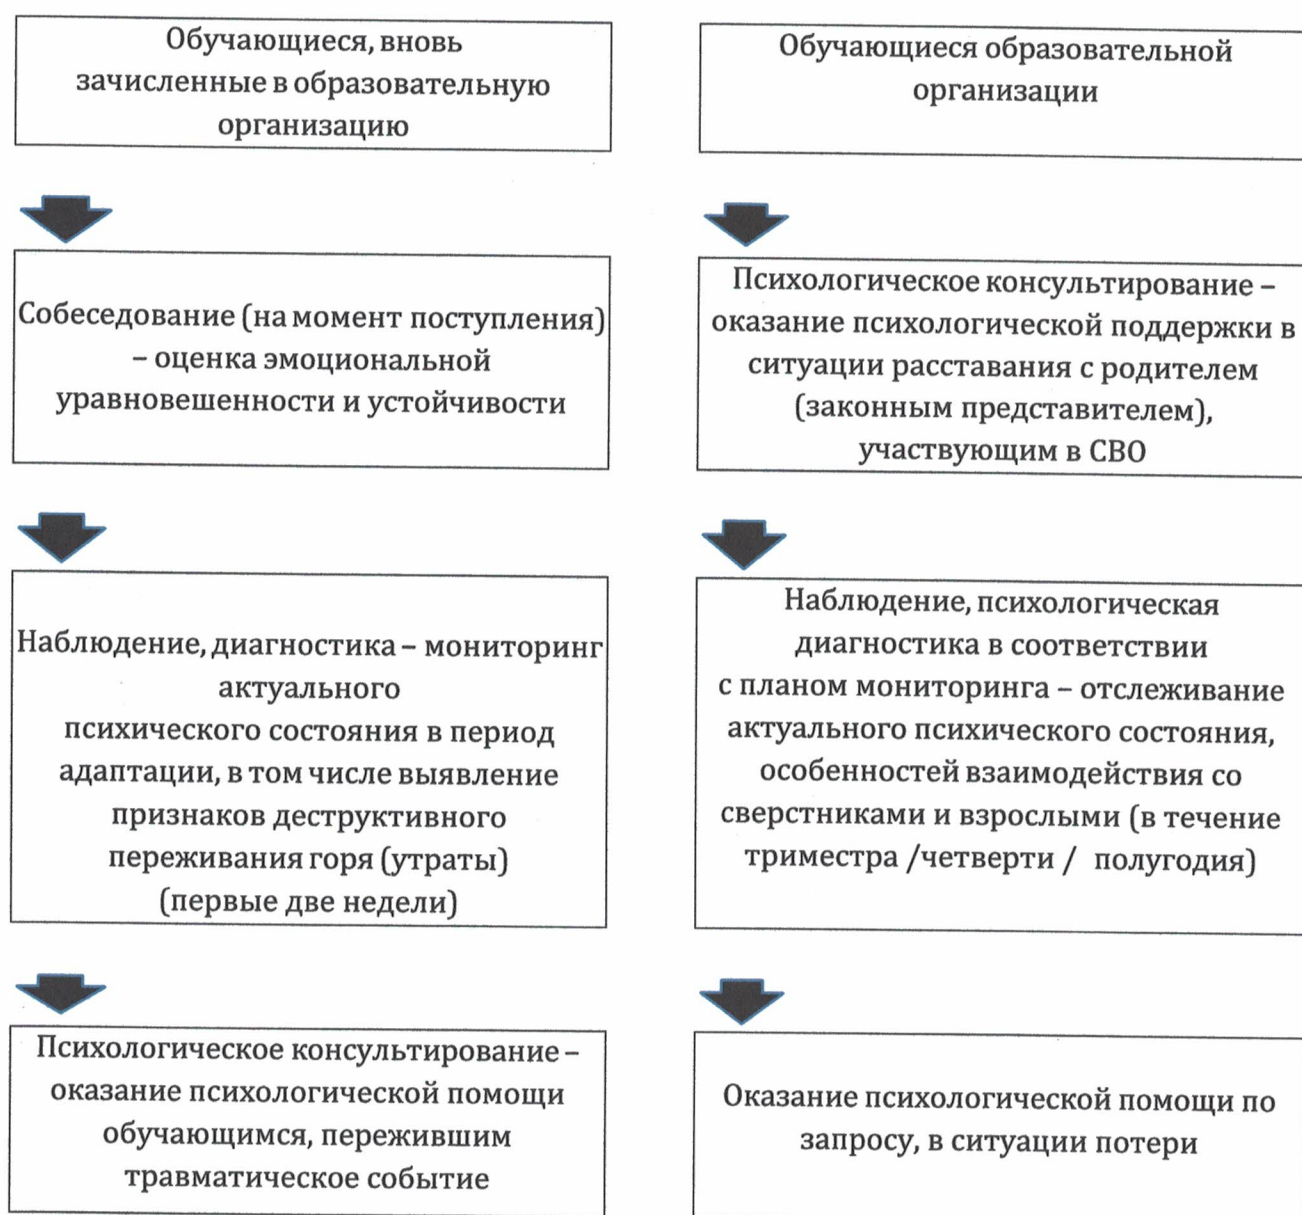 Обучающиеся, вновь
зачисленные в образовательную
организацию
Обучающиеся образовательной
организации
Собеседование (на момент поступления)
– оценка эмоциональной
уравновешенности и устойчивости
Психологическое консультирование –
оказание психологической поддержки в
ситуации расставания с родителем
(законным представителем),
участвующим в СВО
Наблюдение, диагностика – мониторинг
актуального
психического состояния в период
адаптации, в том числе выявление
признаков деструктивного
переживания горя (утраты)
(первые две недели)
Наблюдение, психологическая
диагностика в соответствии
с планом мониторинга – отслеживание
актуального психического состояния,
особенностей взаимодействия со
сверстниками и взрослыми (в течение
триместра /четверти / полугодия)
Психологическое консультирование –
оказание психологической помощи
обучающимся, пережившим
травматическое событие
Оказание психологической помощи по
запросу, в ситуации потери